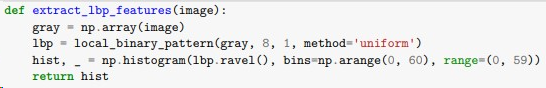 def extract_lbp_features(image):
    gray = np.array(image)
    lbp = local_binary_pattern(gray, 8, 1, method='uniform')
    hist, _ = np.histogram(lbp.ravel(), bins=np.arange(0, 60), range=(0, 59))
    return hist